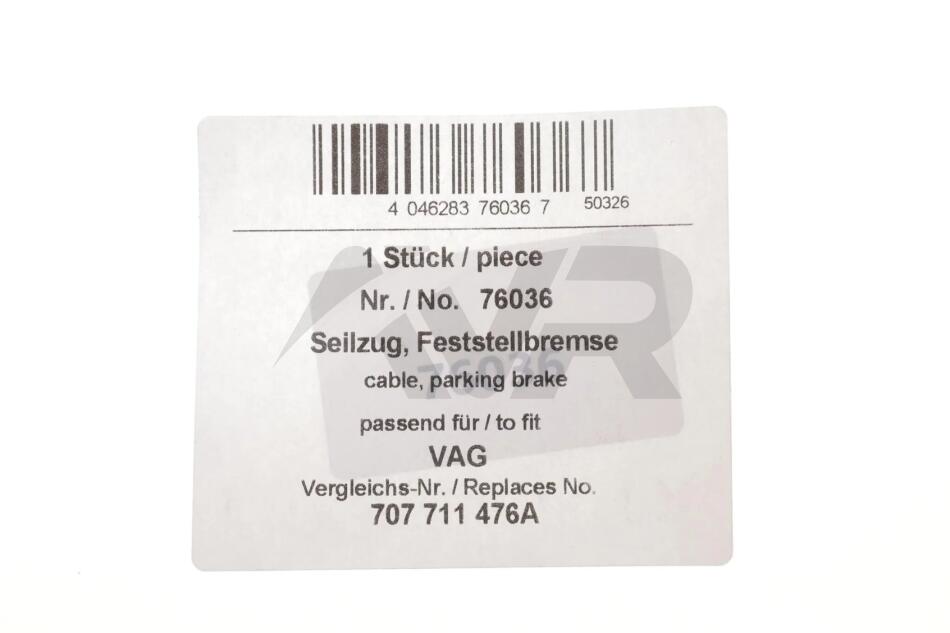 4 046283 76036 7 50326
1 Stück / piece
Nr. / No. 76036
Seilzug, Feststellbremse
cable, parking brake
76036
passend für / to fit
VAG
Vergleichs-Nr. / Replaces No.
707 711 476A